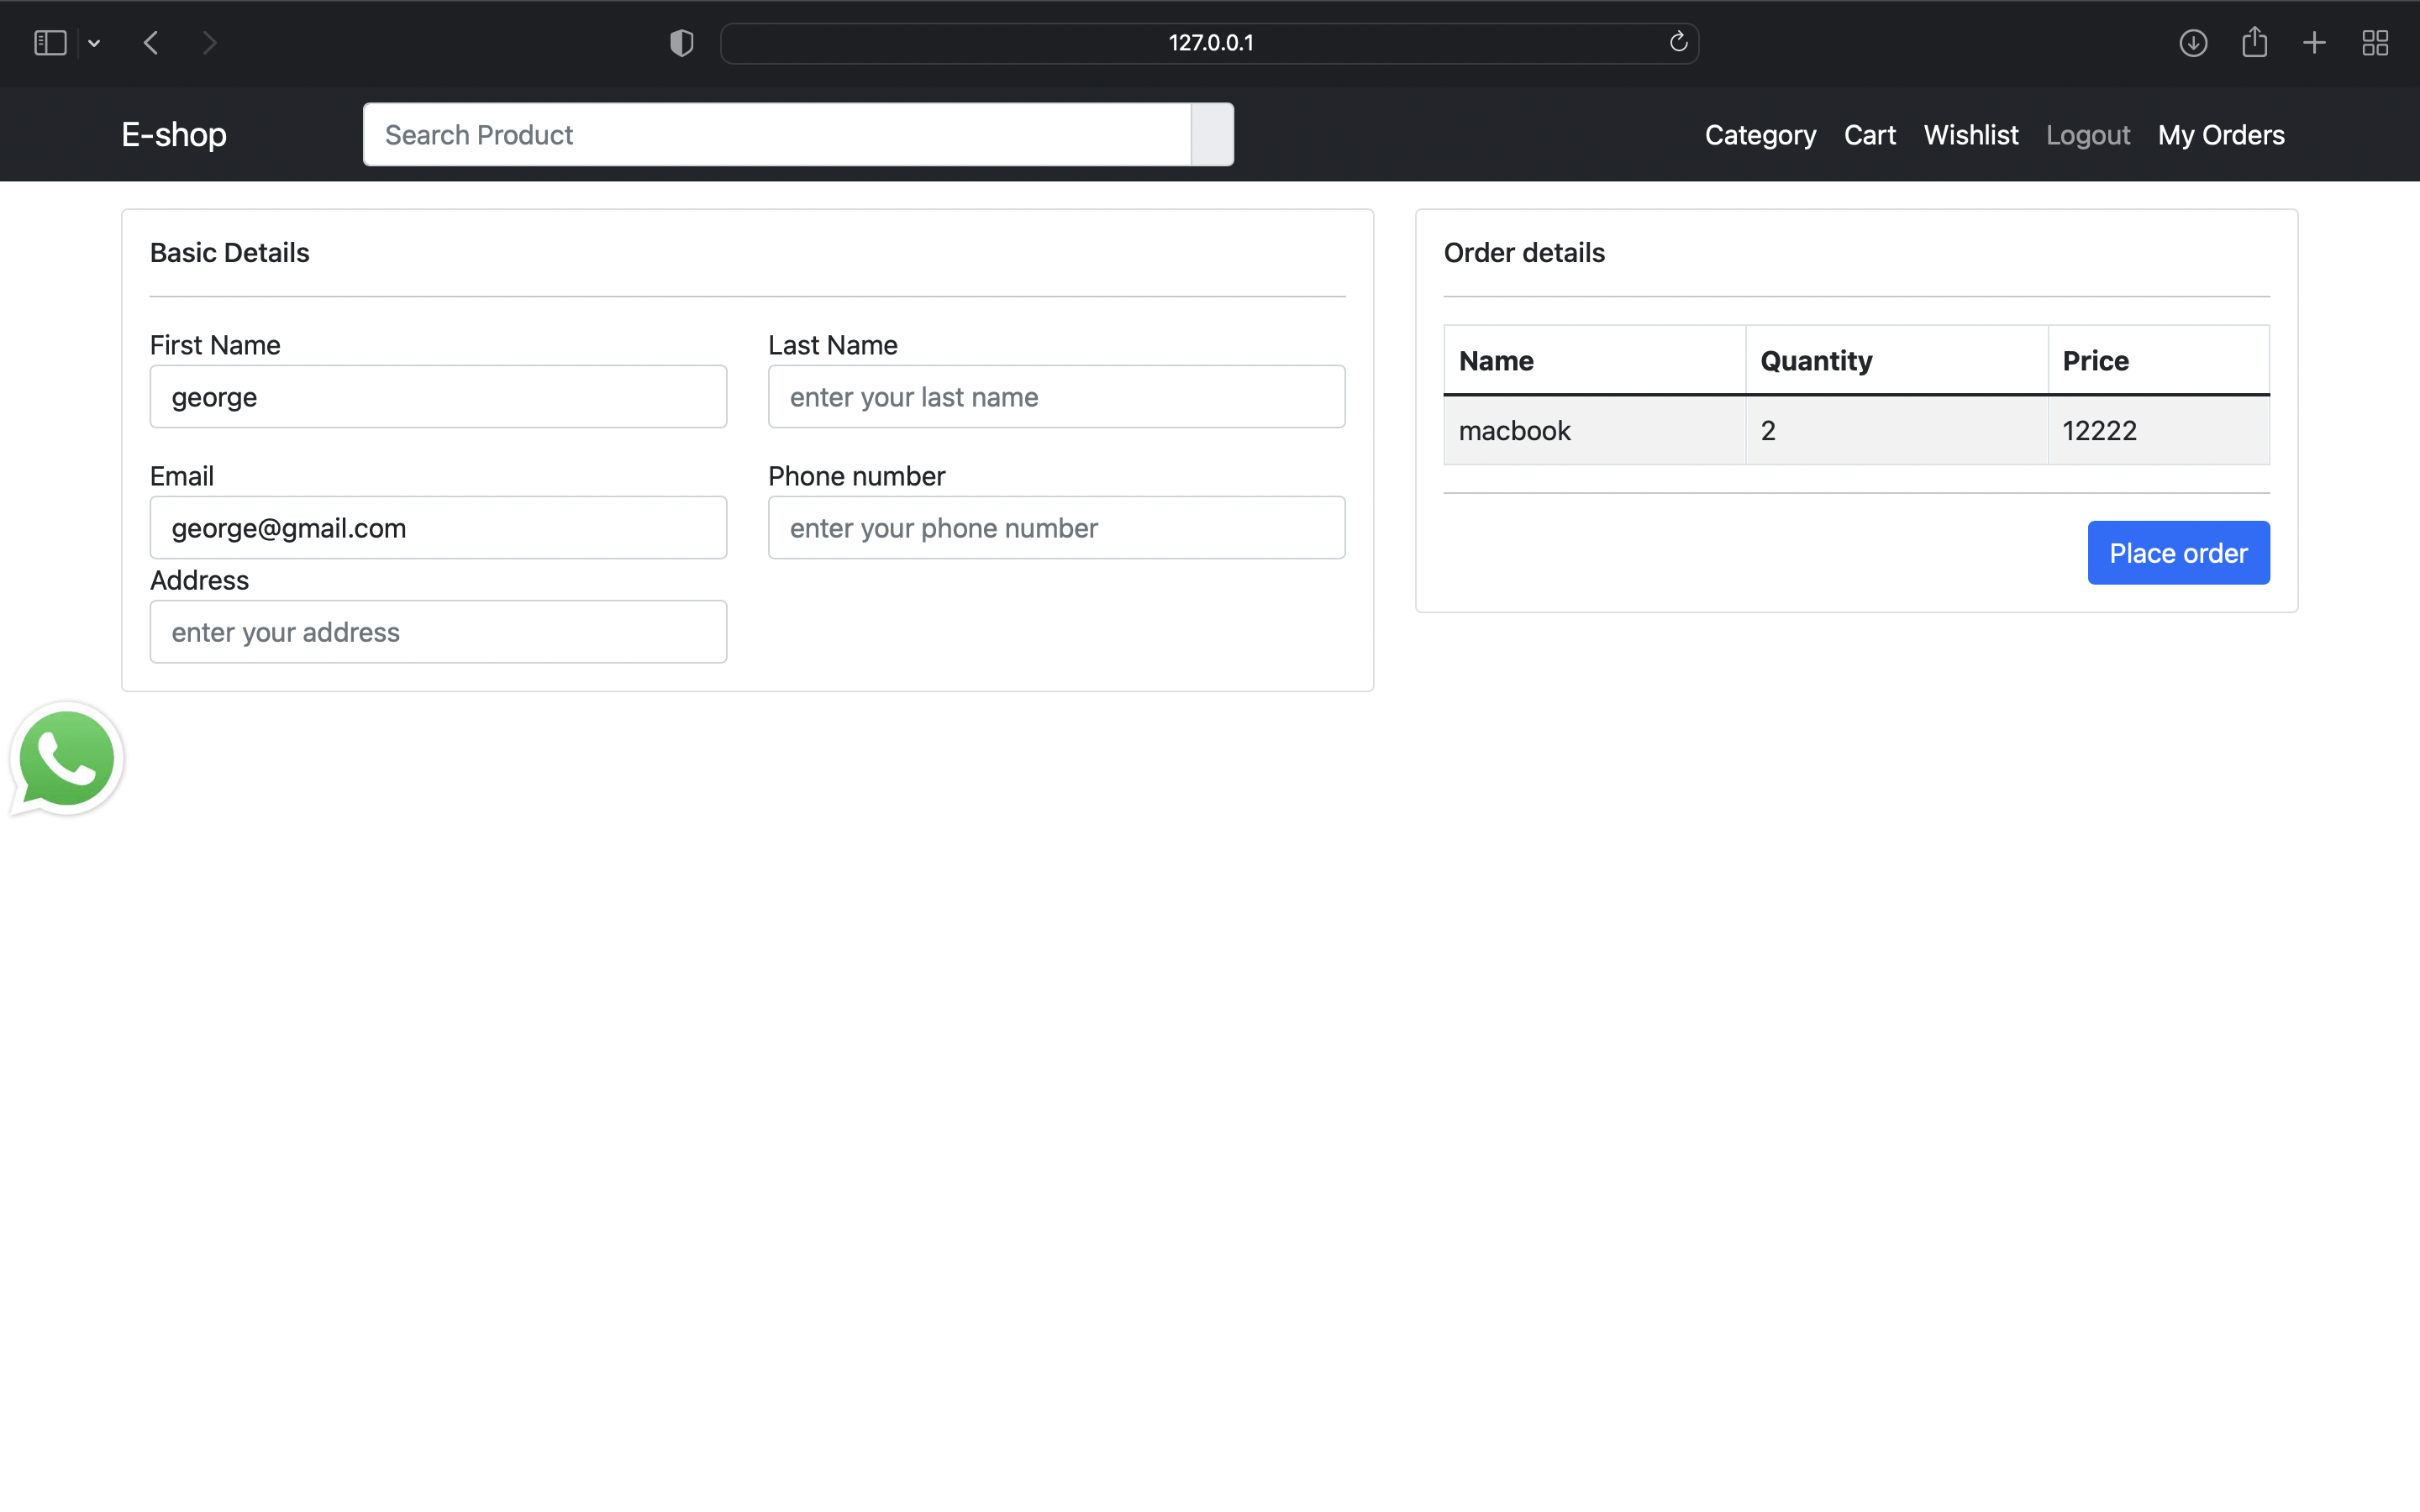 127.0.0.1
E-shop Search Product Category Cart Wishlist Logout My Orders
Basic Details
First Name Last Name
george enter your last name
Email Phone number
george@gmail.com enter your phone number
Address
enter your address
Order details
Name Quantity Price
macbook 2 12222
Place order